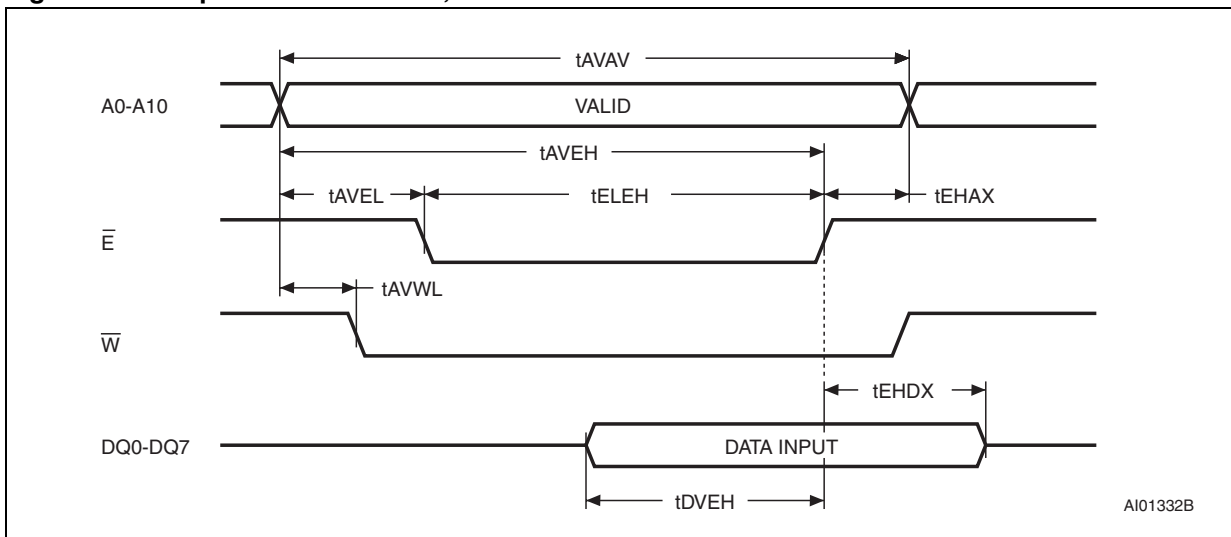 tAVAV
A0-A10
VALID
tAVEH
tAVEL
tELEH
tEHAX
E̅
tAVWL
W̅
tEHDX
DQ0-DQ7
DATA INPUT
tDVEH
AI01332B